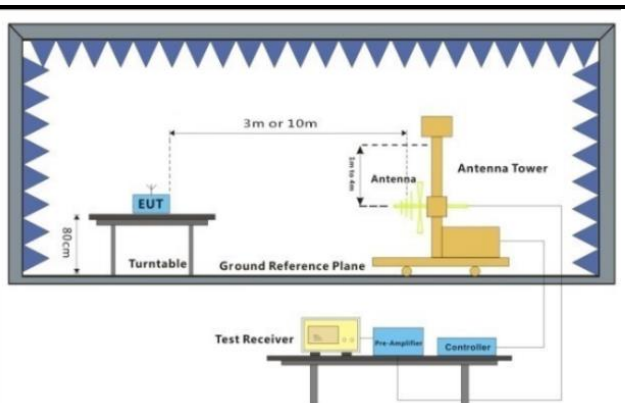 3m or 10m
1m to 4m
Antenna
Antenna Tower
EUT
80cm
Turntable
Ground Reference Plane
Test Receiver
Pre-Amplifier
Controller